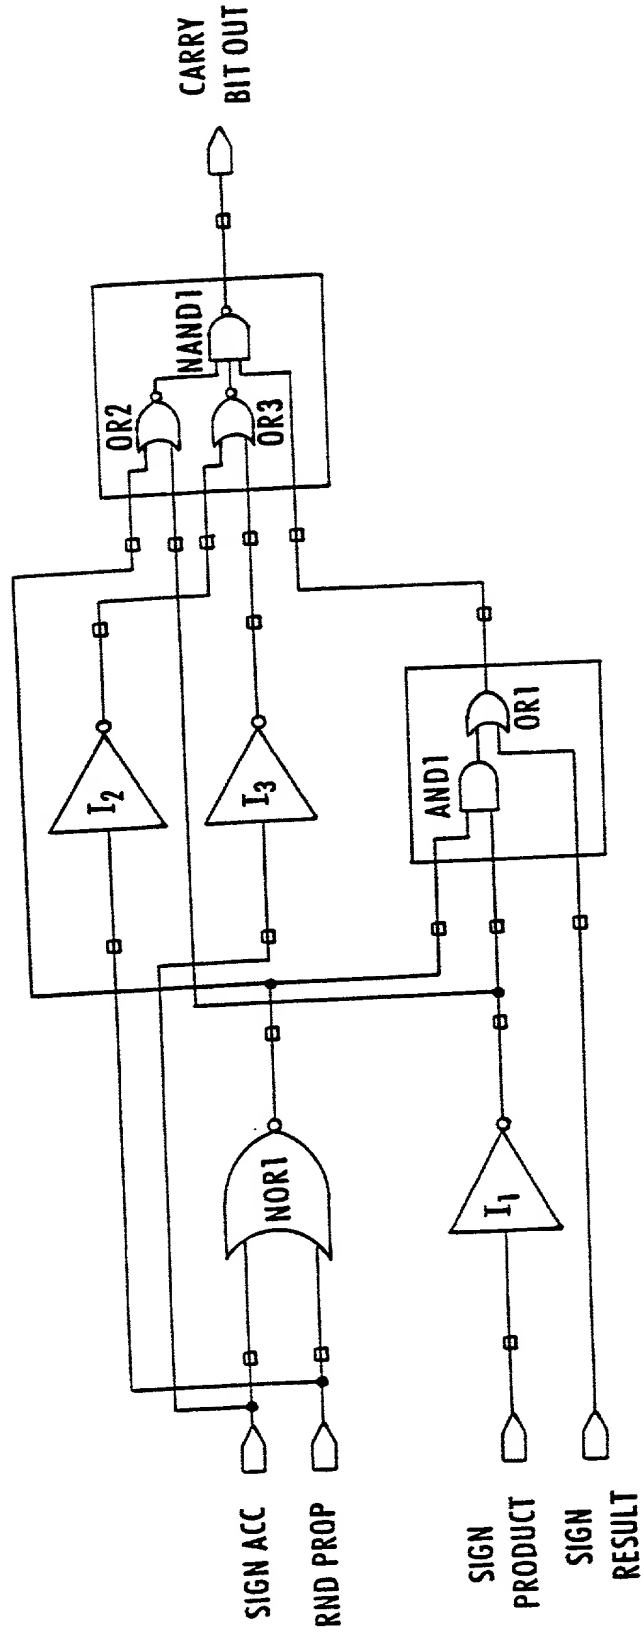 SIGN ACC
RND PROP
SIGN
PRODUCT
SIGN
RESULT
NOR1
I1
I2
I3
AND1
OR1
OR2
OR3
NAND1
CARRY
BIT OUT